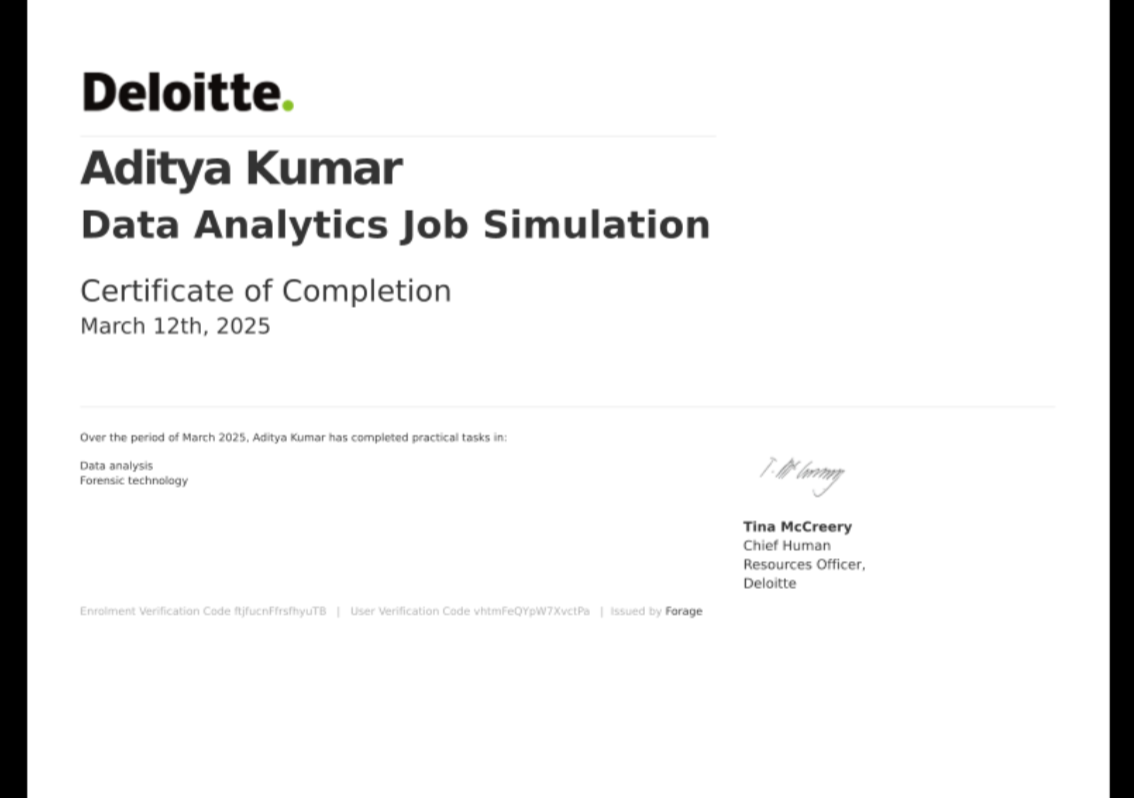 Deloitte.
Aditya Kumar
Data Analytics Job Simulation
Certificate of Completion
March 12th, 2025
Over the period of March 2025, Aditya Kumar has completed practical tasks in:
Data analysis
Forensic technology
Tina McCreery
Chief Human
Resources Officer,
Deloitte
Enrolment Verification Code | User Verification Code vhtmFeQYpW7XvctPa | Issued by Forage